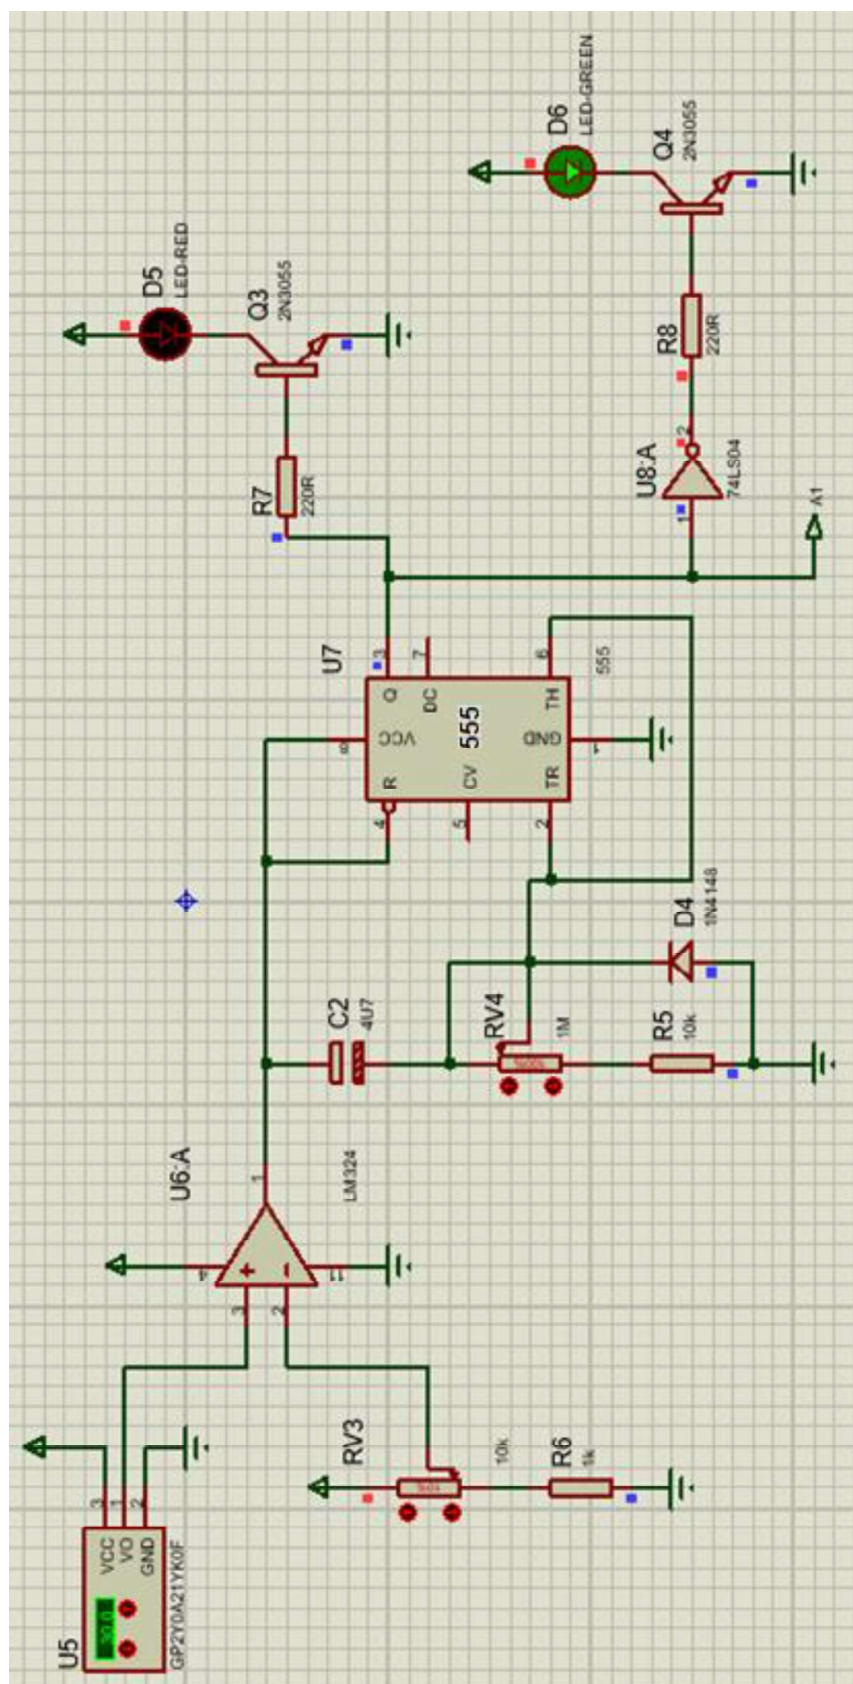 U5
30.0
VCC
VO
GND
3
1
2
GP2Y0A21YK0F
RV3
10k
R6
1k
3
2
4
11
1
U6:A
LM324
C2
4U7
RV4
1M
R5
10k
D4
1N4148
U7
555
555
R
VCC
Q
DC
CV
TR
GND
TH
4
8
3
7
5
2
1
6
R7
220R
Q3
2N3055
D5
LED-RED
A1
U8:A
1
2
74LS04
R8
220R
Q4
2N3055
D6
LED-GREEN